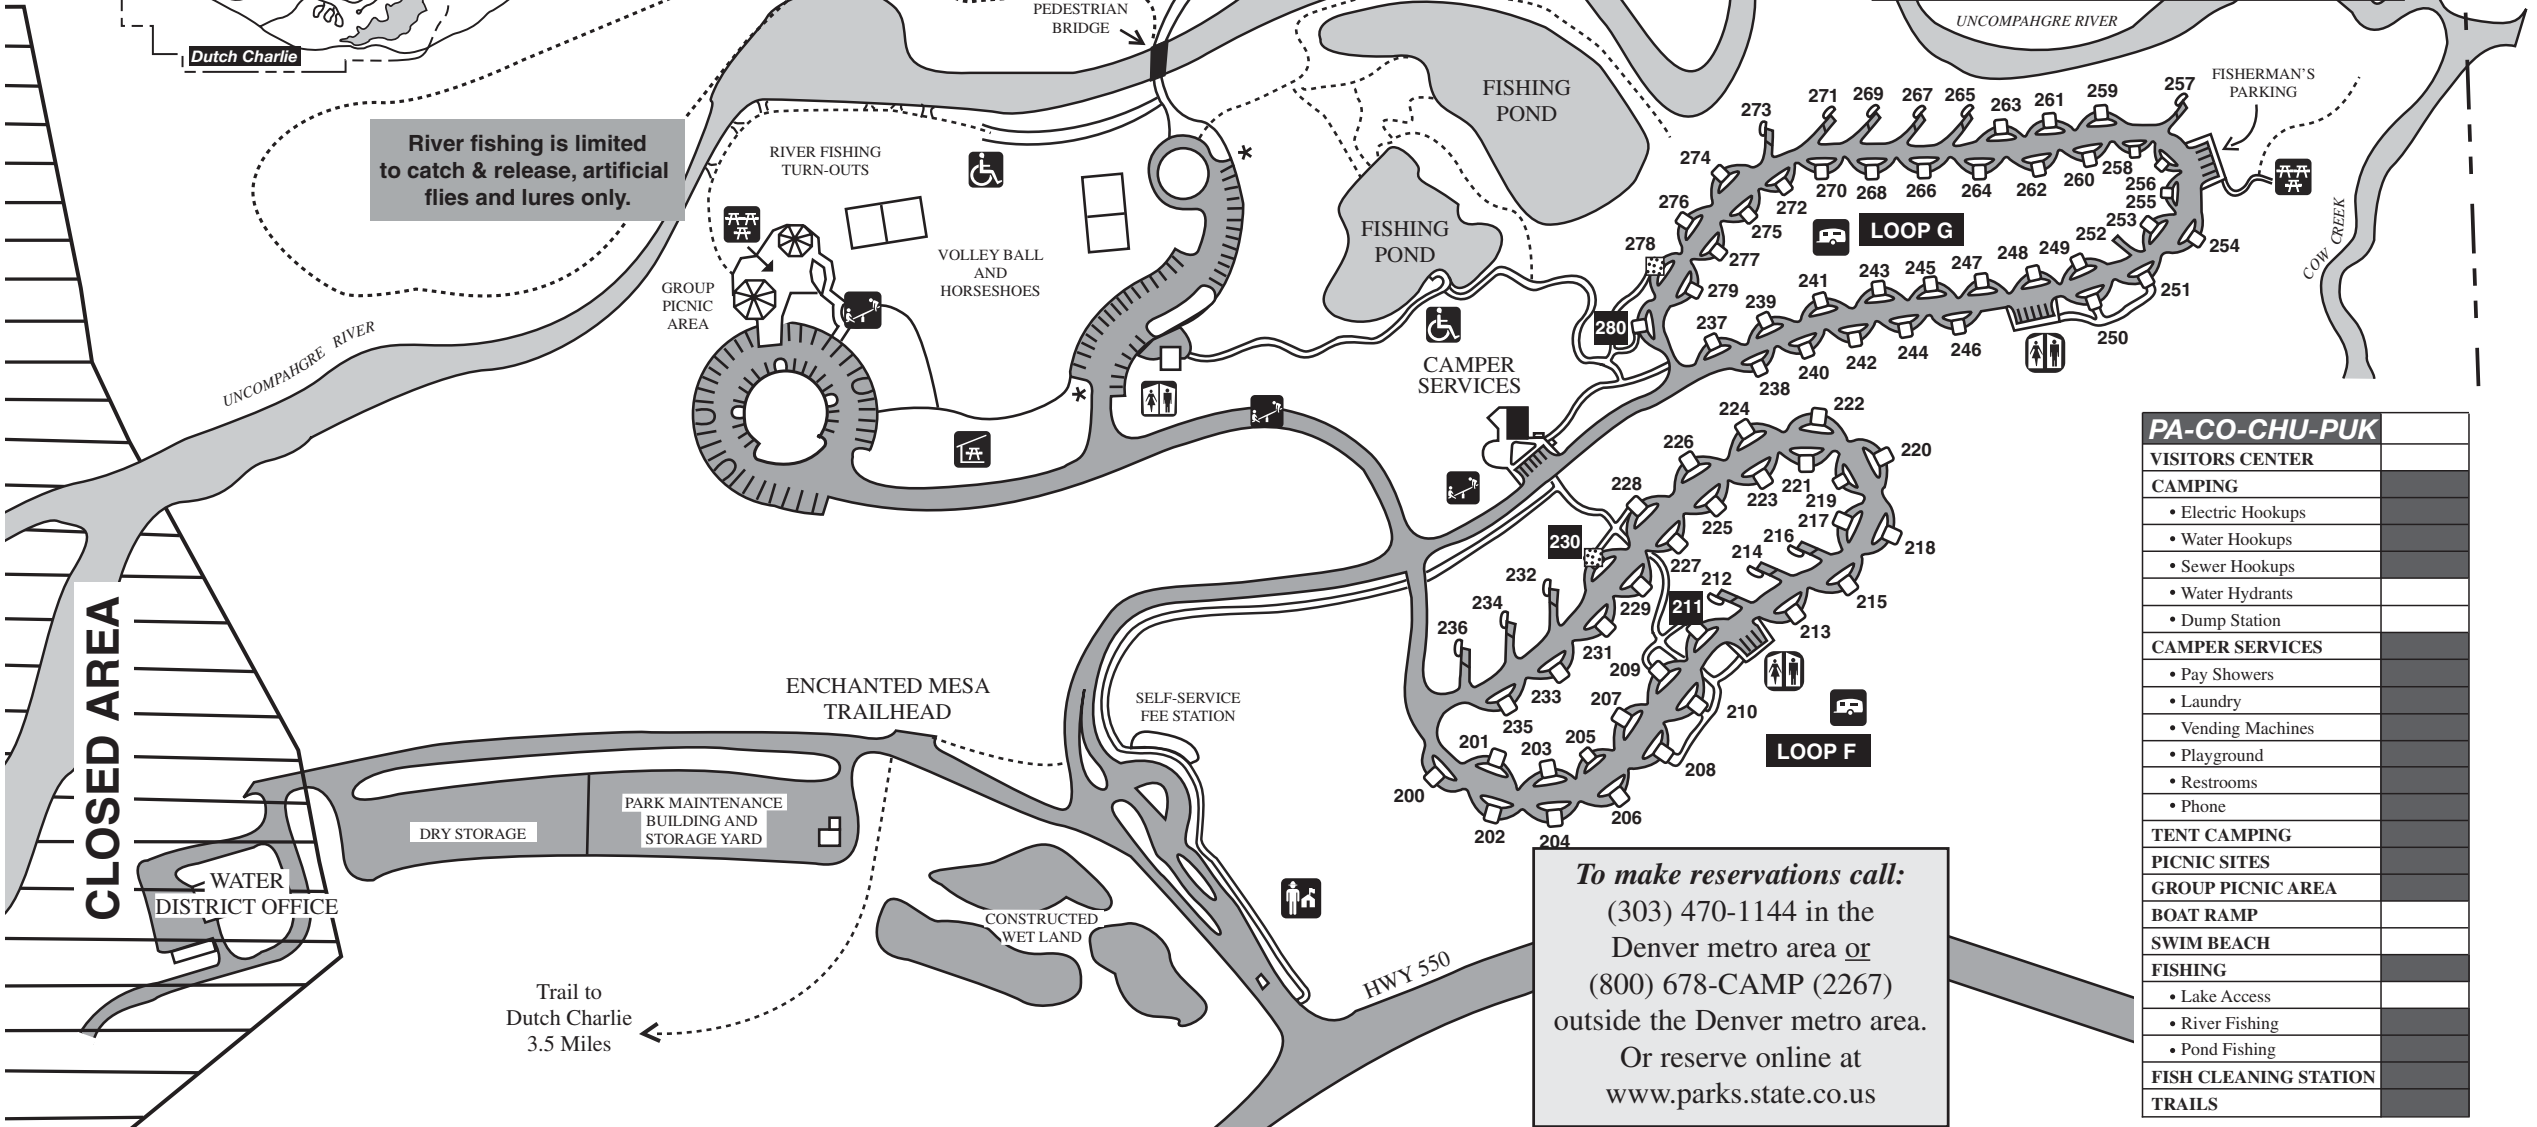 PEDESTRIAN
BRIDGE
UNCOMPAHGRE RIVER
Dutch Charlie
River fishing is limited
to catch & release, artificial
flies and lures only.
RIVER FISHING
TURN-OUTS
FISHING
POND
FISHING
POND
FISHERMAN'S
PARKING
VOLLEY BALL
AND
HORSESHOES
GROUP
PICNIC
AREA
UNCOMPAHGRE RIVER
COW CREEK
273
271
269
267
265
263
261
259
257
274
270
268
266
264
262
260
258
256
255
276
272
275
LOOP G
253
252
254
278
277
279
280
237
239
241
243
245
247
248
249
251
250
238
240
242
244
246
CAMPER
SERVICES
224
222
226
220
228
223
221
219
225
217
218
216
214
230
227
212
215
232
229
211
213
234
231
209
236
233
207
210
235
LOOP F
201
203
205
208
200
206
202
204
CLOSED AREA
ENCHANTED MESA
TRAILHEAD
SELF-SERVICE
FEE STATION
DRY STORAGE
PARK MAINTENANCE
BUILDING AND
STORAGE YARD
WATER
DISTRICT OFFICE
CONSTRUCTED
WET LAND
Trail to
Dutch Charlie
3.5 Miles
HWY 550
To make reservations call:
(303) 470-1144 in the
Denver metro area or
(800) 678-CAMP (2267)
outside the Denver metro area.
Or reserve online at
www.parks.state.co.us
PA-CO-CHU-PUK
VISITORS CENTER
CAMPING
• Electric Hookups
• Water Hookups
• Sewer Hookups
• Water Hydrants
• Dump Station
CAMPER SERVICES
• Pay Showers
• Laundry
• Vending Machines
• Playground
• Restrooms
• Phone
TENT CAMPING
PICNIC SITES
GROUP PICNIC AREA
BOAT RAMP
SWIM BEACH
FISHING
• Lake Access
• River Fishing
• Pond Fishing
FISH CLEANING STATION
TRAILS